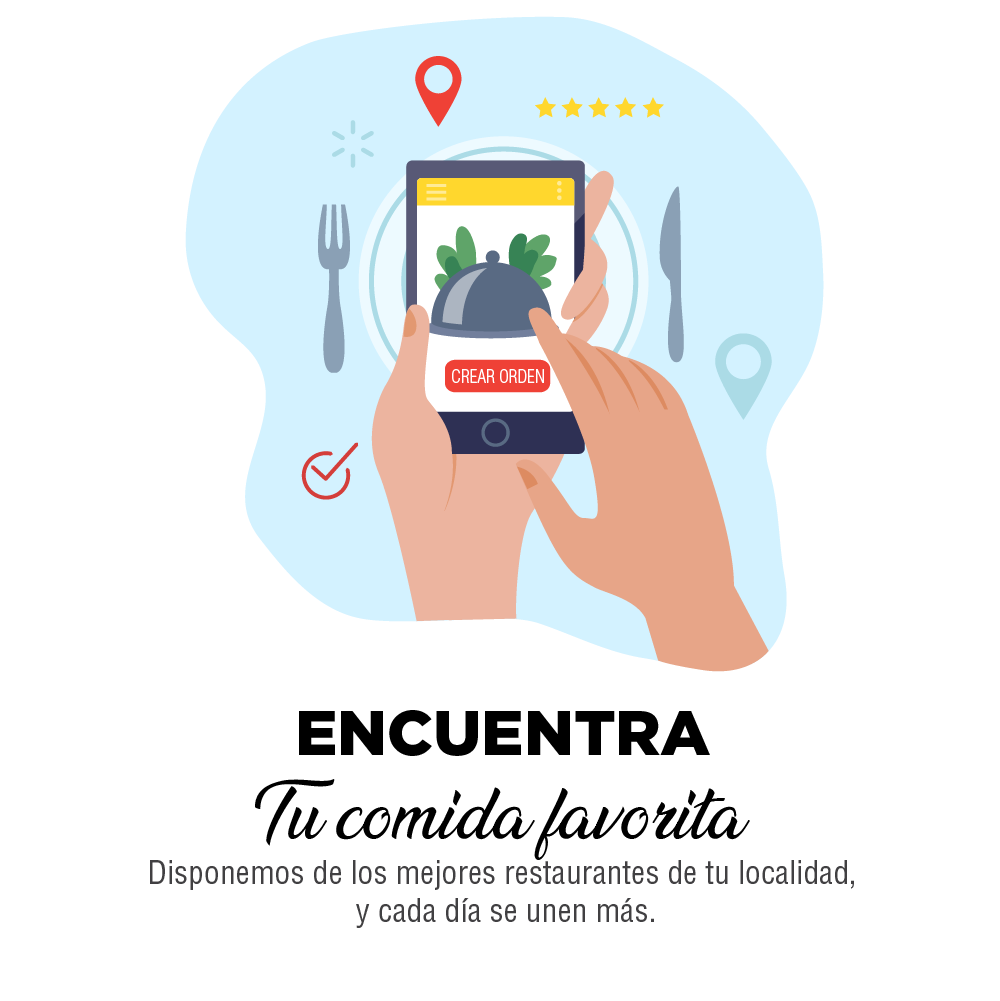 CREAR ORDEN
ENCUENTRA
Tu comida favorita
Disponemos de los mejores restaurantes de tu localidad,
y cada día se unen más.